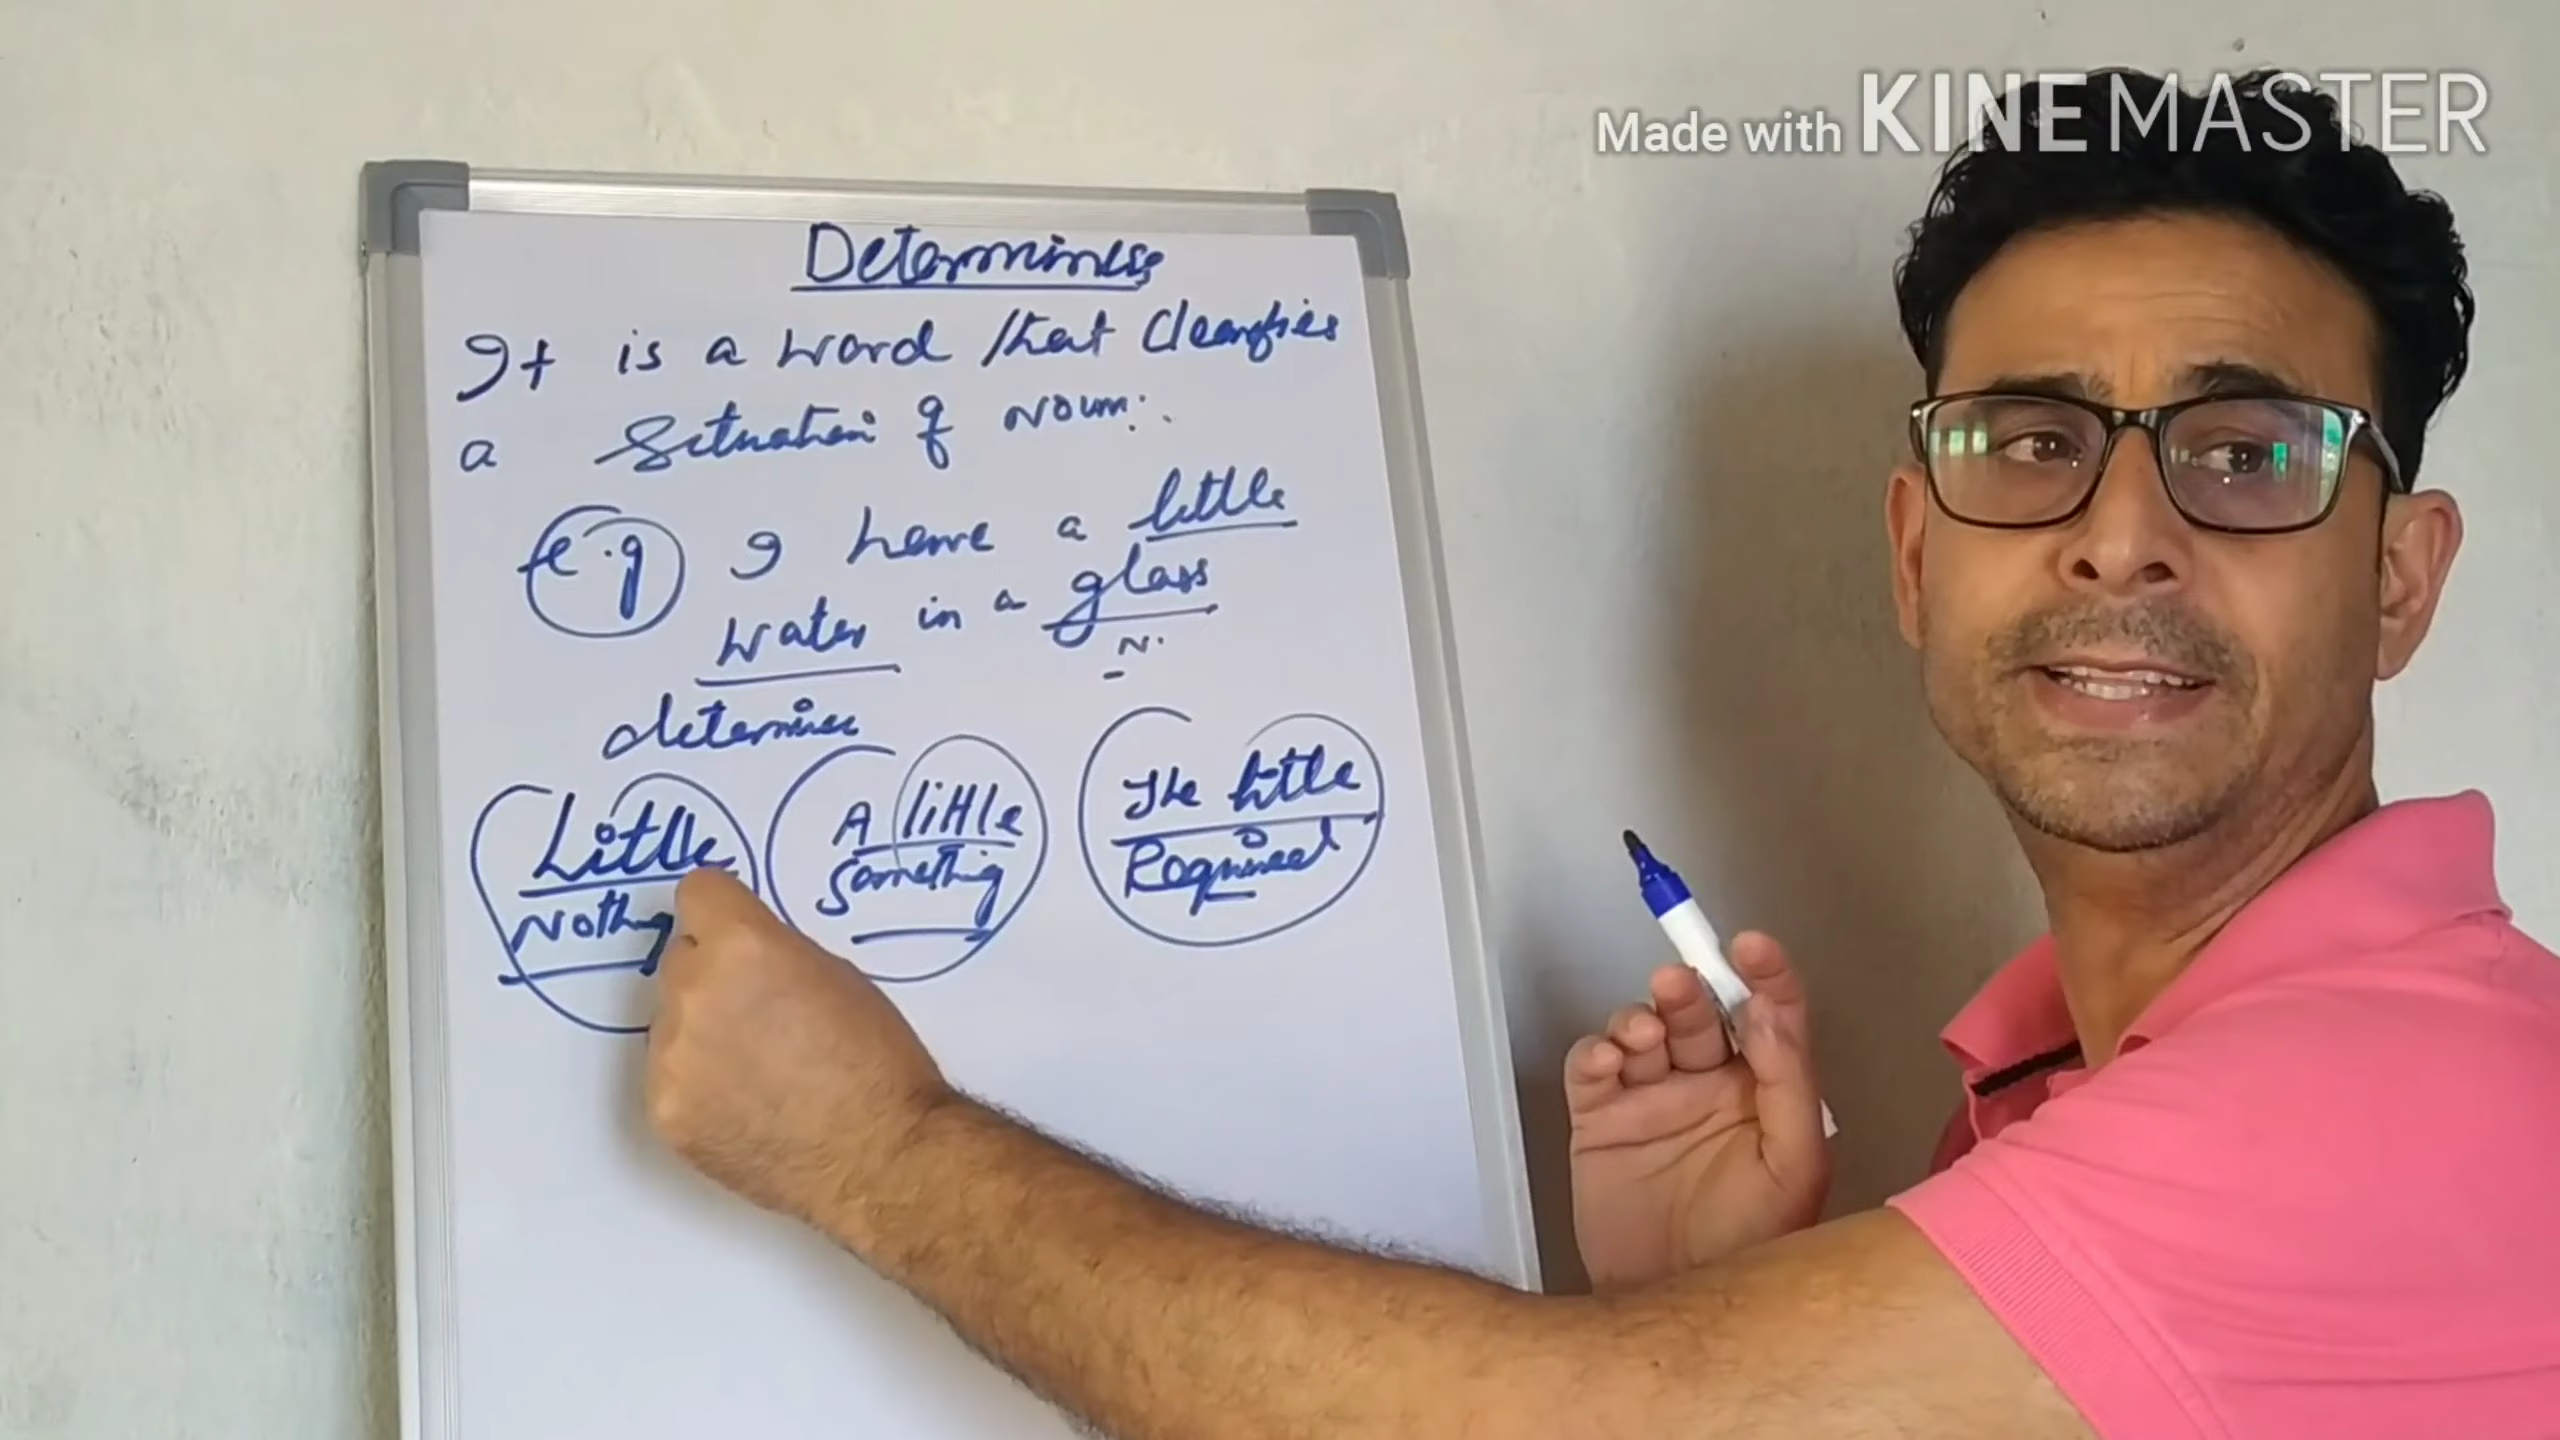 Made with KINEMASTER
Determiners
It is a word that Clearifies
a Situation of Noun:.
e.g I have a little
water in a glass
N.
determiner
Little A little The little
Nothing Something Required